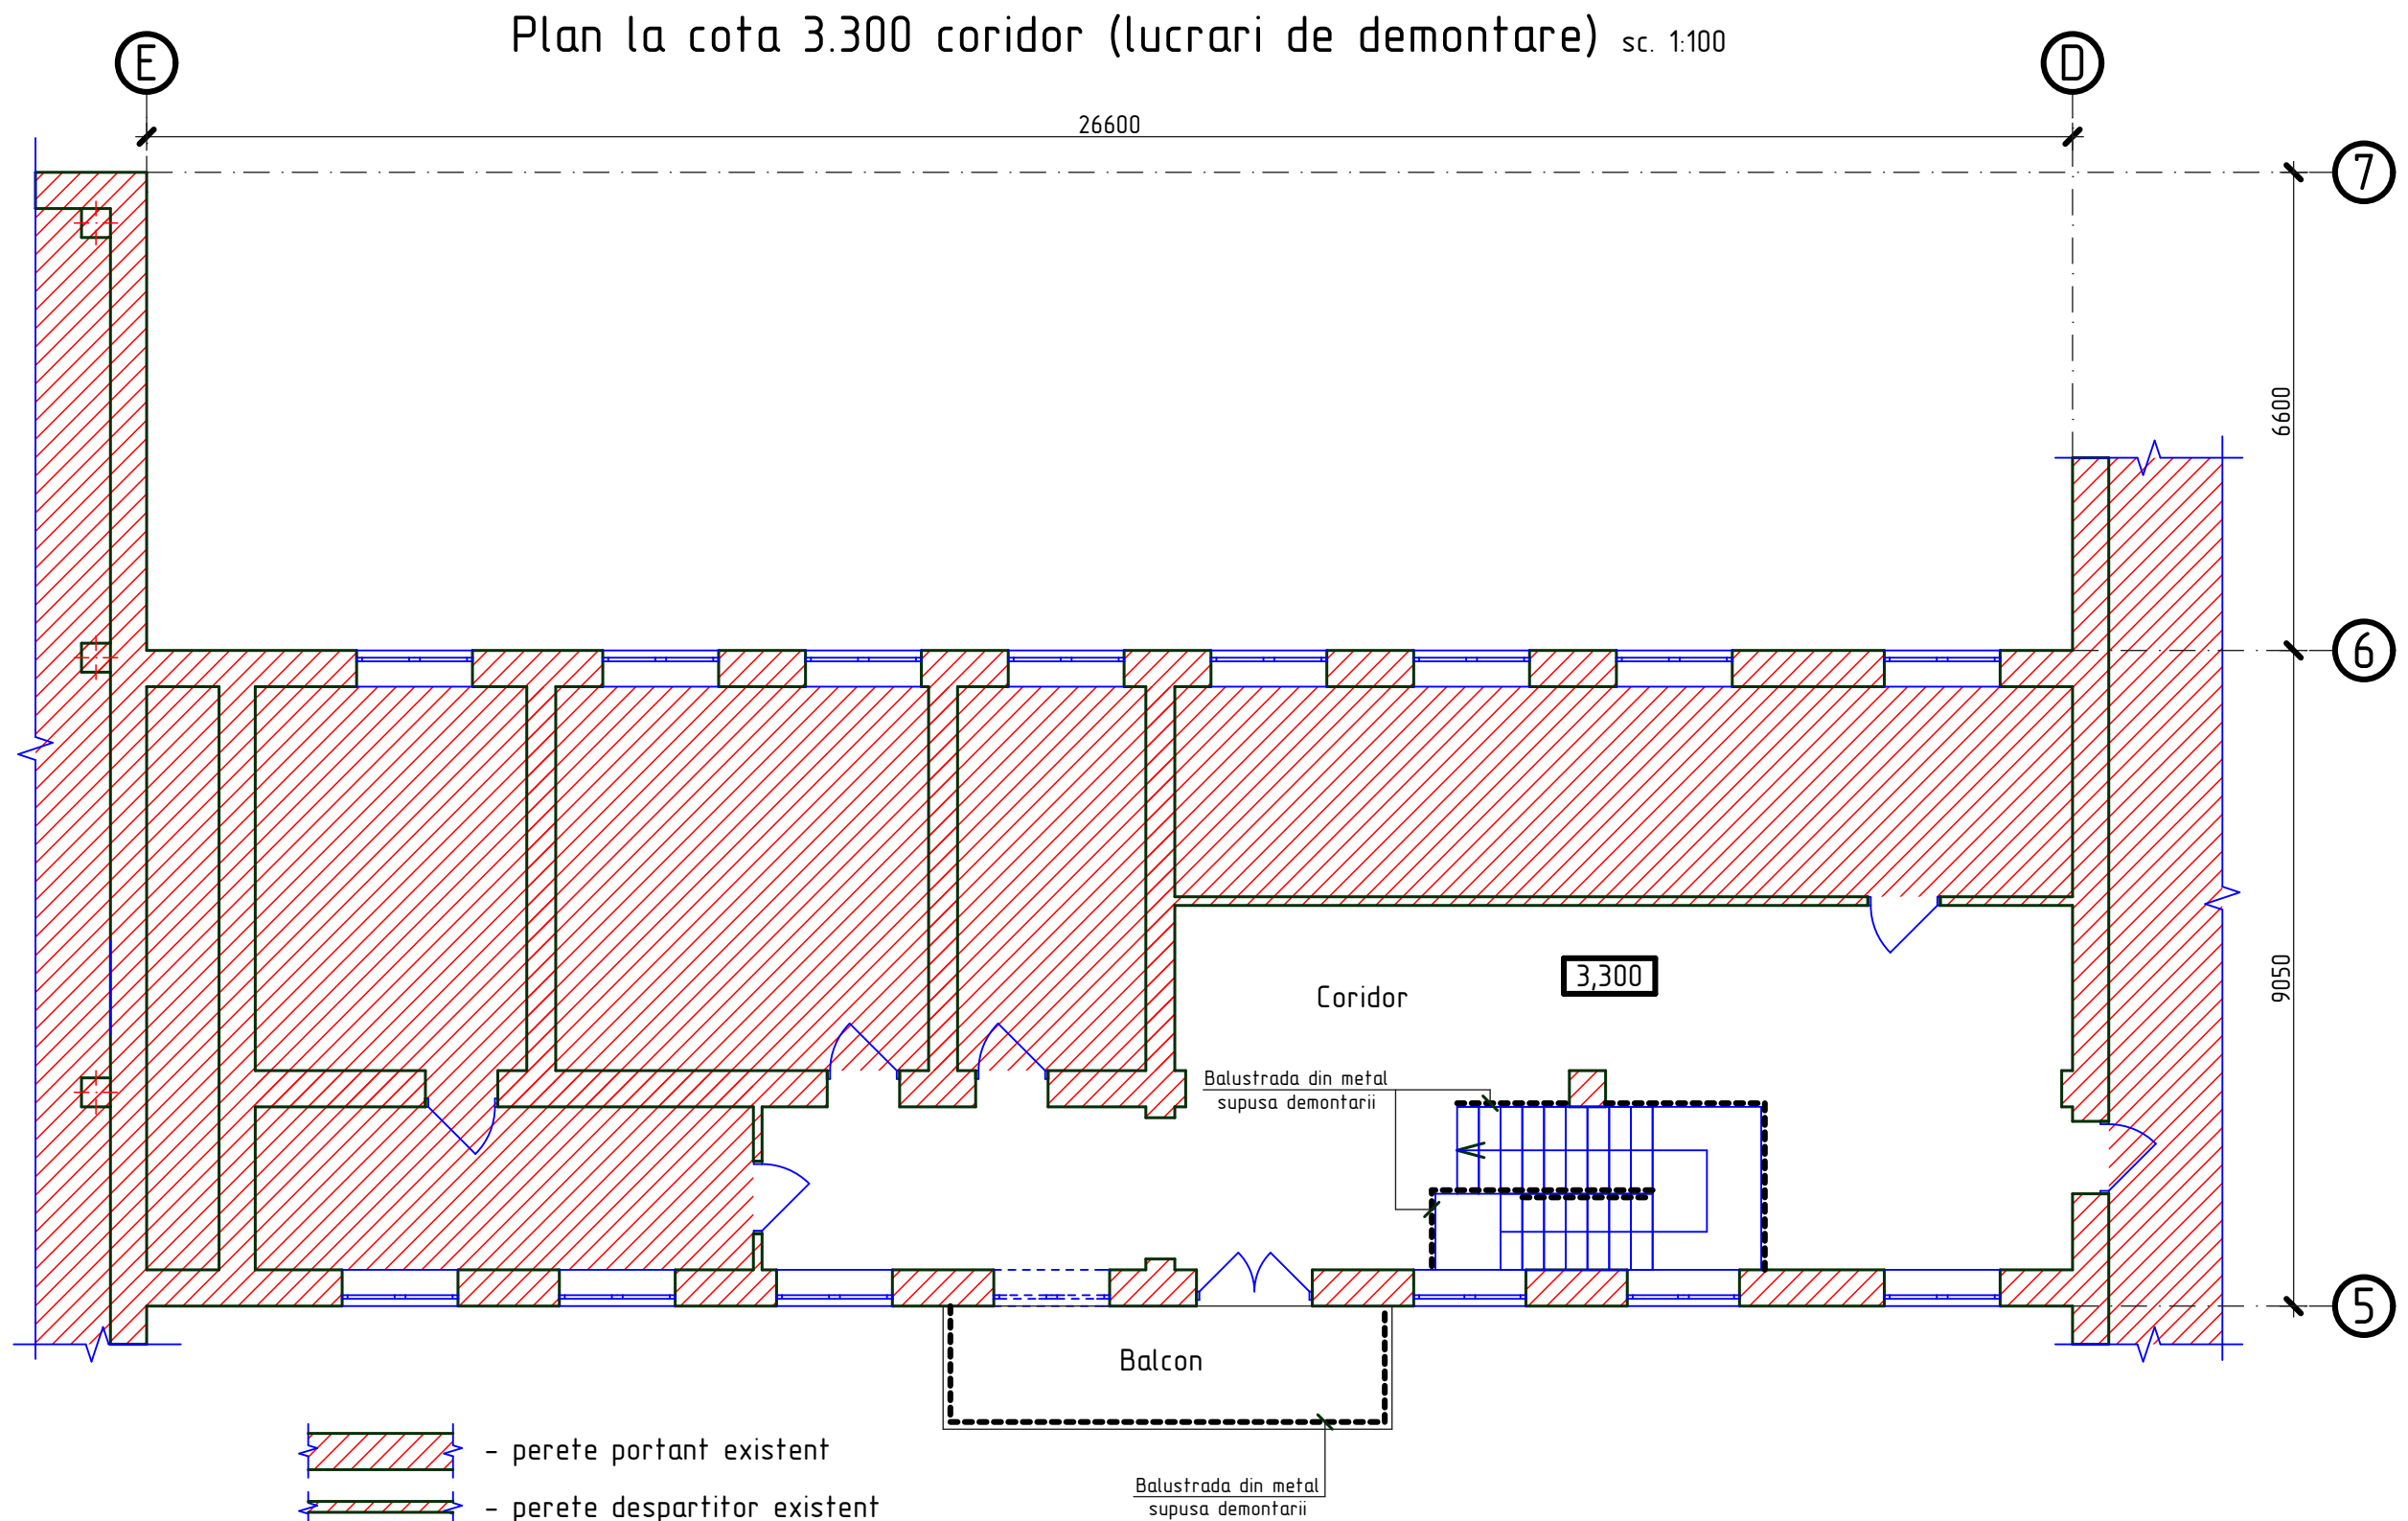 Plan la cota 3.300 coridor (lucrari de demontare) sc. 1:100
E
D
26600
7
6600
6
9050
3,300
Coridor
Balustrada din metal
supusa demontarii
5
Balcon
- perete portant existent
Balustrada din metal
supusa demontarii
- perete despartitor existent